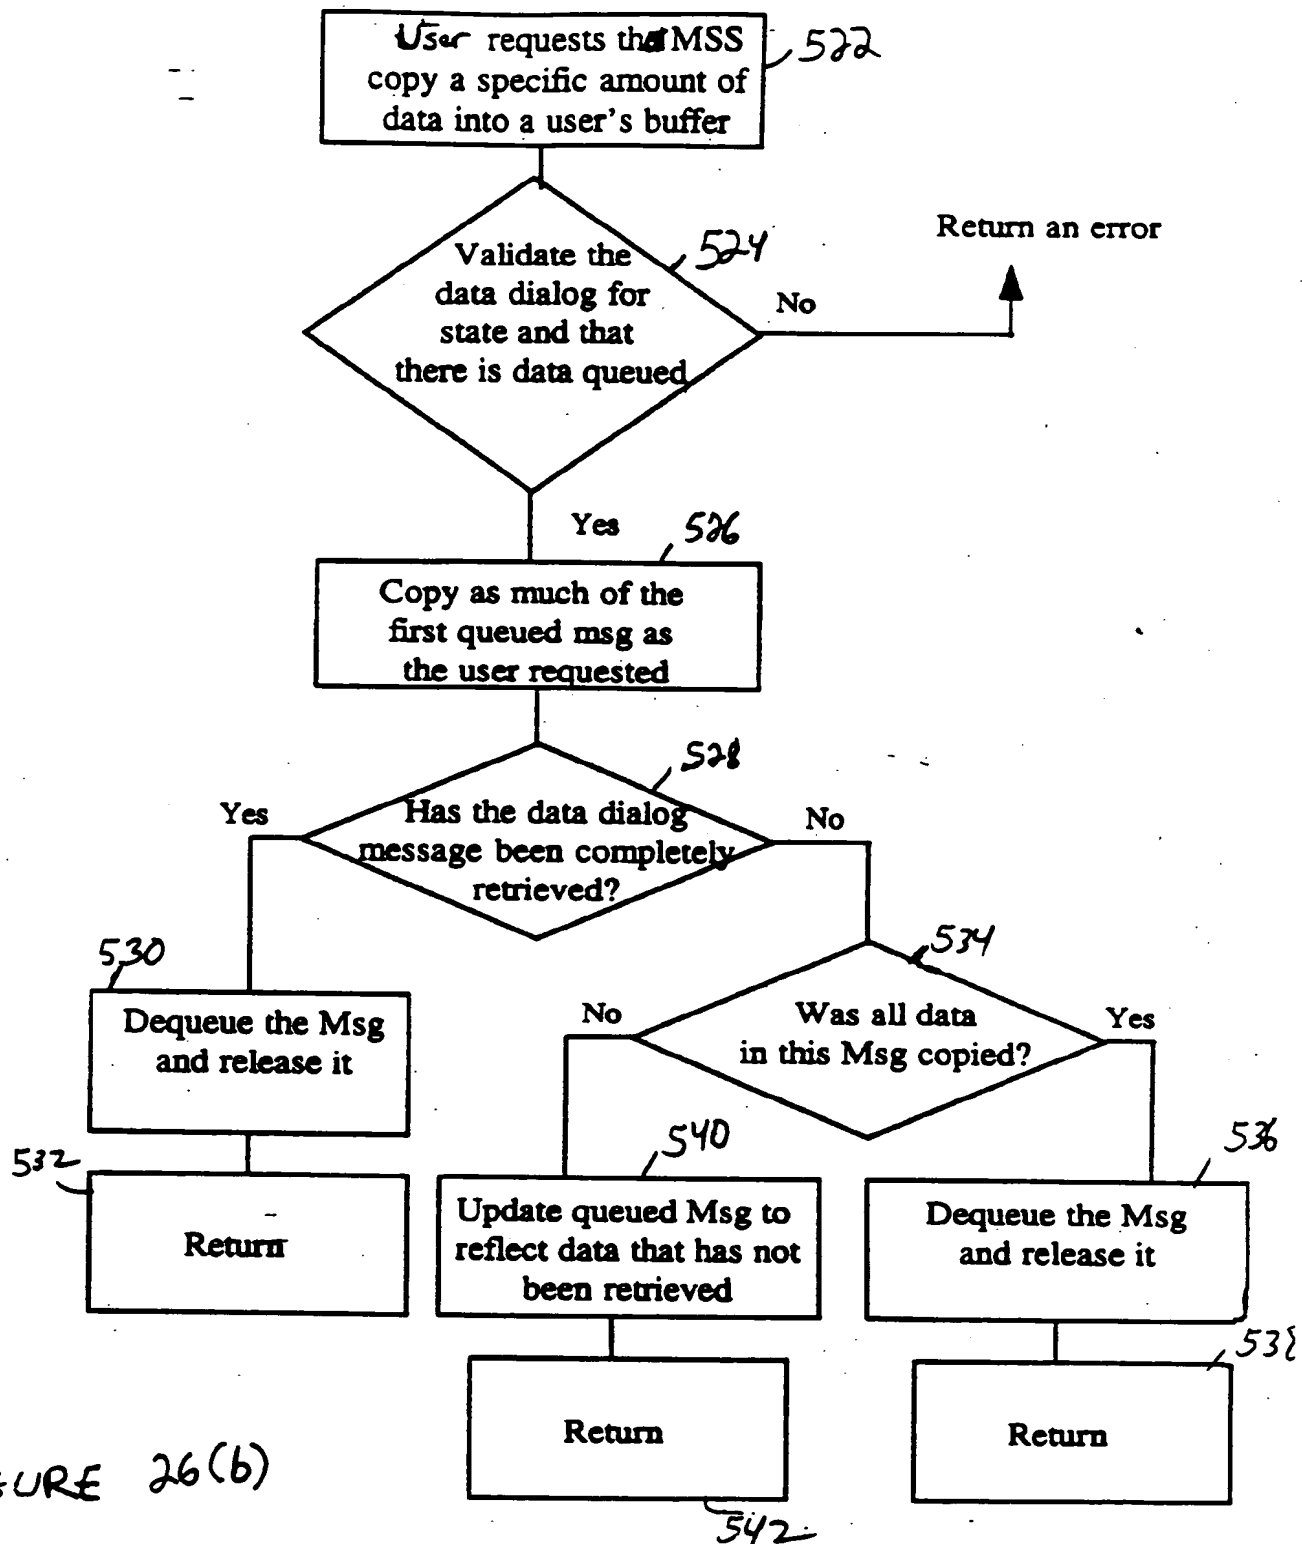 User requests the MSS
copy a specific amount of
data into a user's buffer
522
Validate the
data dialog for
state and that
there is data queued
524
No
Return an error
Yes
526
Copy as much of the
first queued msg as
the user requested
528
Has the data dialog
message been completely
retrieved?
Yes
No
530
Dequeue the Msg
and release it
532
Return
534
Was all data
in this Msg copied?
No
Yes
540
Update queued Msg to
reflect data that has not
been retrieved
536
Dequeue the Msg
and release it
Return
542
538
Return
26(b)